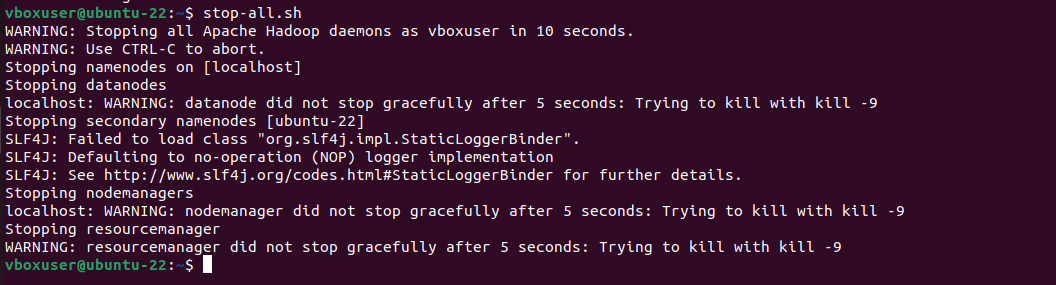 vboxuser@ubuntu-22:~$ stop-all.sh
WARNING: Stopping all Apache Hadoop daemons as vboxuser in 10 seconds.
WARNING: Use CTRL-C to abort.
Stopping namenodes on [localhost]
Stopping datanodes
localhost: WARNING: datanode did not stop gracefully after 5 seconds: Trying to kill with kill -9
Stopping secondary namenodes [ubuntu-22]
SLF4J: Failed to load class "org.slf4j.impl.StaticLoggerBinder".
SLF4J: Defaulting to no-operation (NOP) logger implementation
SLF4J: See http://www.slf4j.org/codes.html#StaticLoggerBinder for further details.
Stopping nodemanagers
localhost: WARNING: nodemanager did not stop gracefully after 5 seconds: Trying to kill with kill -9
Stopping resourcemanager
WARNING: resourcemanager did not stop gracefully after 5 seconds: Trying to kill with kill -9
vboxuser@ubuntu-22:~$